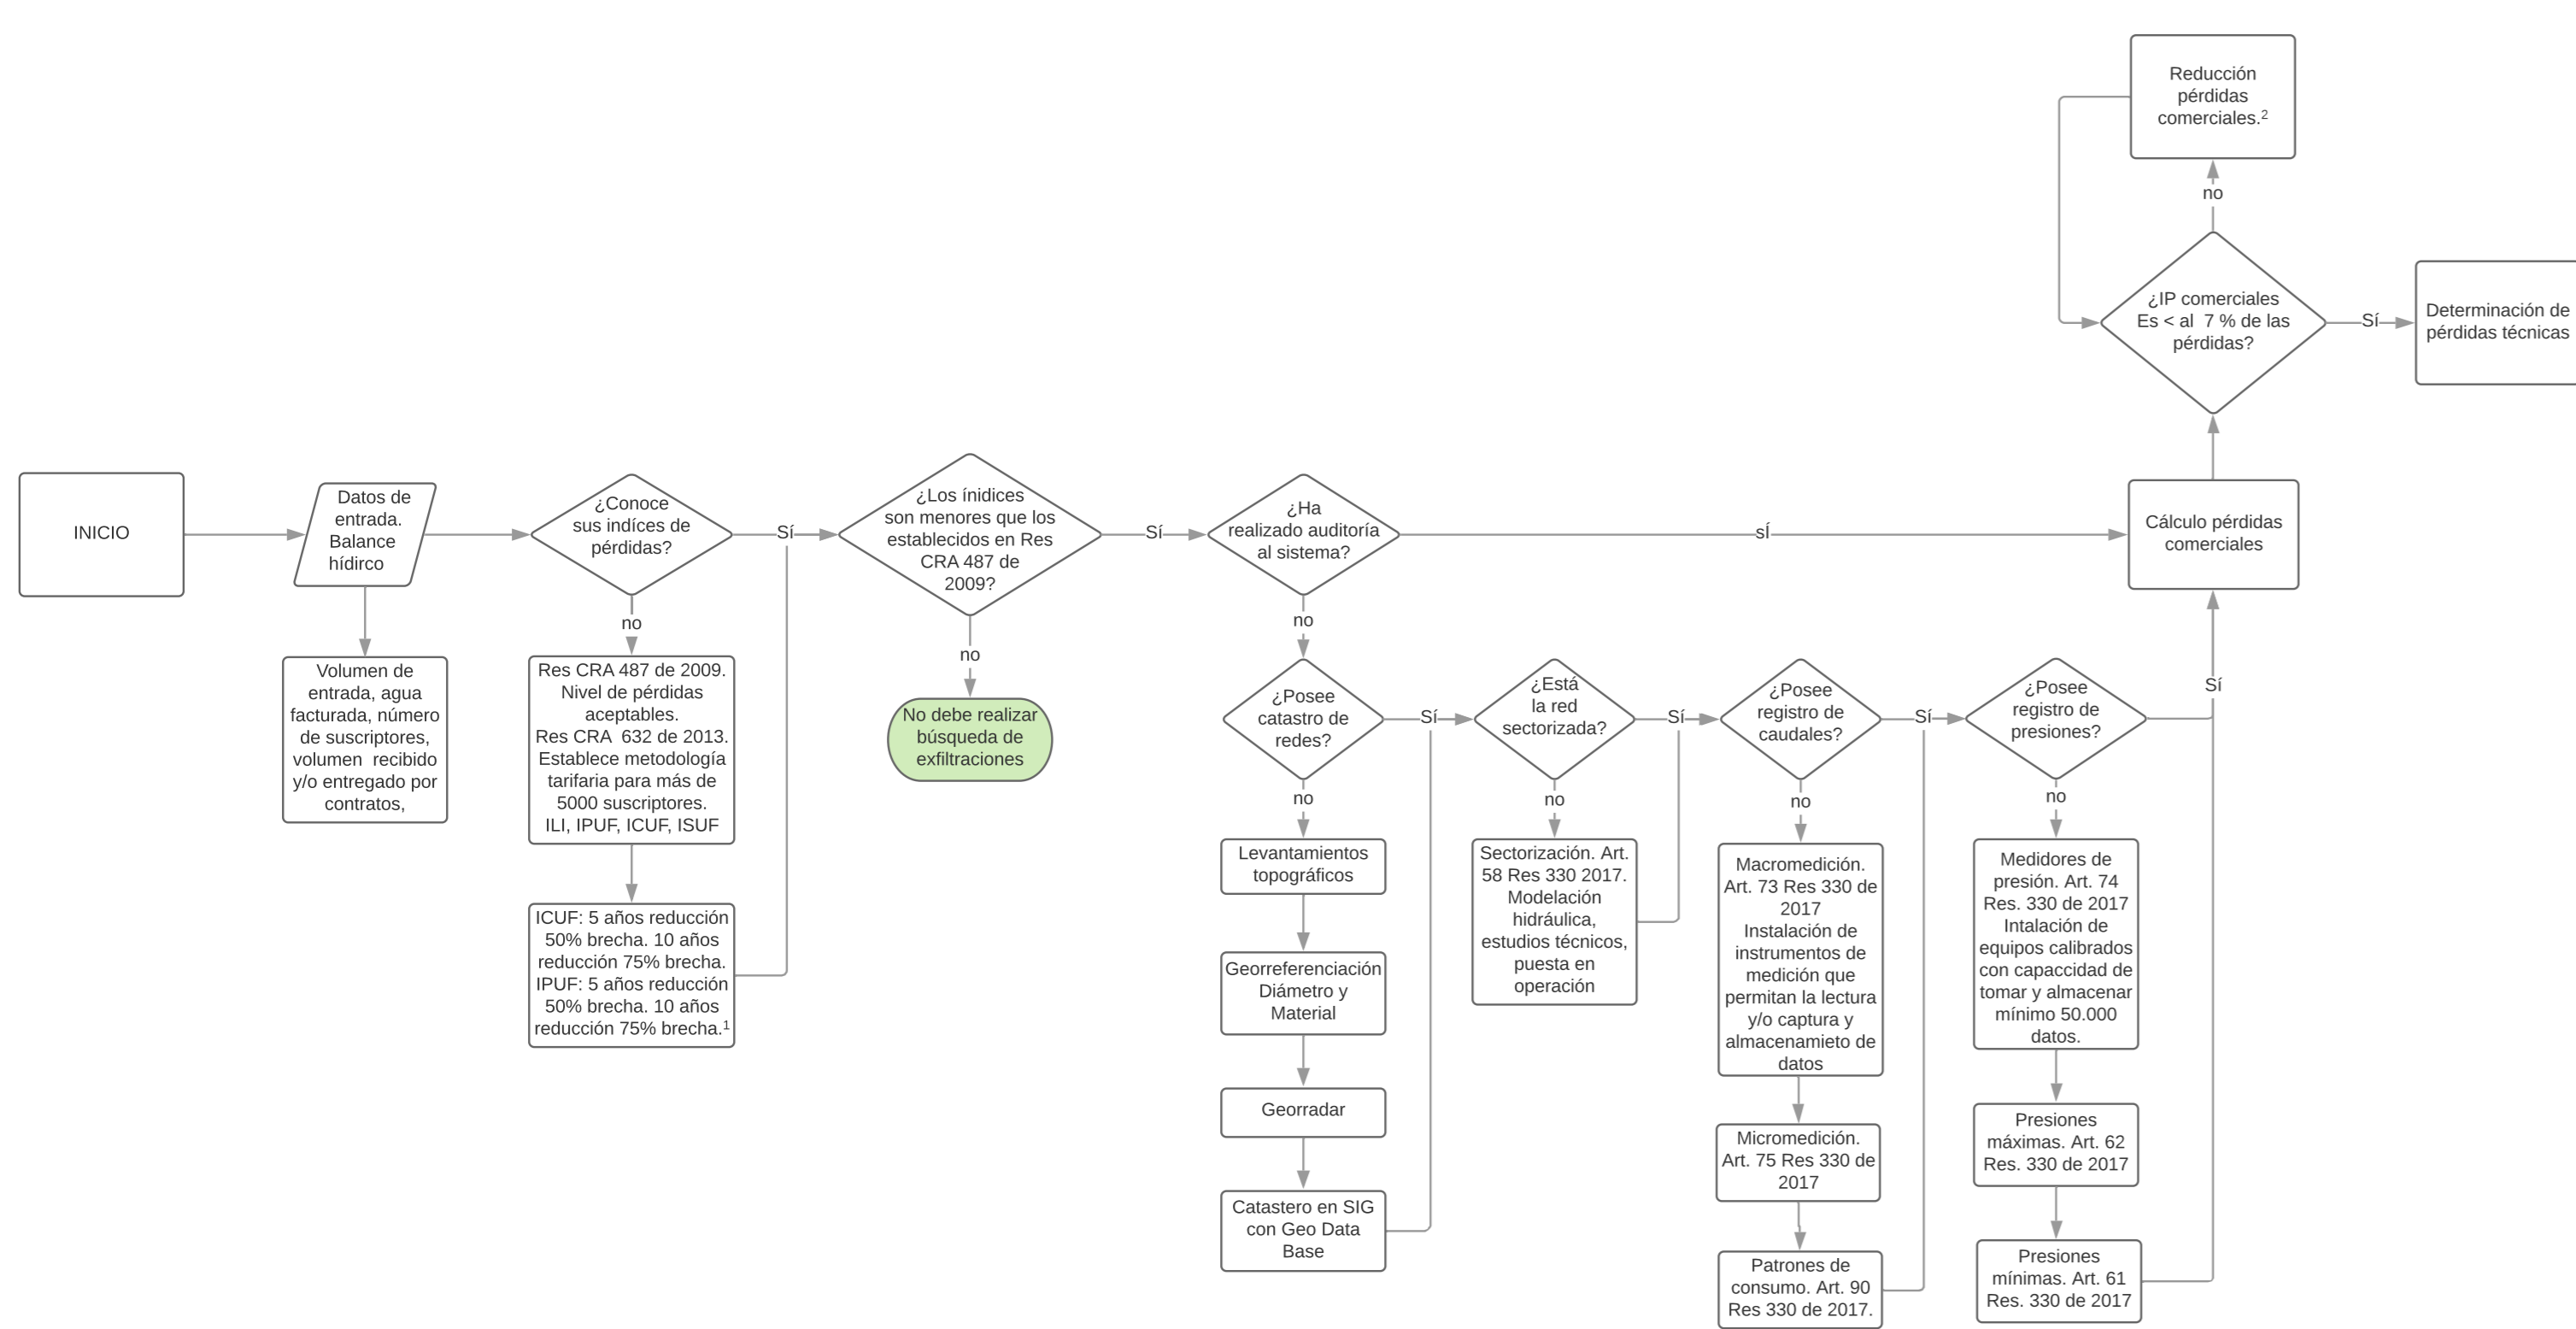 INICIO
Datos de
entrada.
Balance
hídirco
Volumen de
entrada, agua
facturada, número
de suscriptores,
volumen recibido
y/o entregado por
contratos,
¿Conoce
sus indíces de
pérdidas?
Sí
no
Res CRA 487 de 2009.
Nivel de pérdidas
aceptables.
Res CRA 632 de 2013.
Establece metodología
tarifaria para más de
5000 suscriptores.
ILI, IPUF, ICUF, ISUF
ICUF: 5 años reducción
50% brecha. 10 años
reducción 75% brecha.
IPUF: 5 años reducción
50% brecha. 10 años
reducción 75% brecha.¹
¿Los ínidices
son menores que los
establecidos en Res
CRA 487 de
2009?
Sí
no
No debe realizar
búsqueda de
exfiltraciones
¿Ha
realizado auditoría
al sistema?
sÍ
no
¿Posee
catastro de
redes?
Sí
no
Levantamientos
topográficos
Georreferenciación
Diámetro y
Material
Georradar
Catastero en SIG
con Geo Data
Base
¿Está
la red
sectorizada?
Sí
no
Sectorización. Art.
58 Res 330 2017.
Modelación
hidráulica,
estudios técnicos,
puesta en
operación
¿Posee
registro de
caudales?
Sí
no
Macromedición.
Art. 73 Res 330 de
2017
Instalación de
instrumentos de
medición que
permitan la lectura
y/o captura y
almacenamieto de
datos
Micromedición.
Art. 75 Res 330 de
2017
Patrones de
consumo. Art. 90
Res 330 de 2017.
¿Posee
registro de
presiones?
Sí
no
Medidores de
presión. Art. 74
Res. 330 de 2017
Intalación de
equipos calibrados
con capaccidad de
tomar y almacenar
mínimo 50.000
datos.
Presiones
máximas. Art. 62
Res. 330 de 2017
Presiones
mínimas. Art. 61
Res. 330 de 2017
Cálculo pérdidas
comerciales
¿IP comerciales
Es < al 7 % de las
pérdidas?
no
Reducción
pérdidas
comerciales.²
Sí
Determinación de
pérdidas técnicas